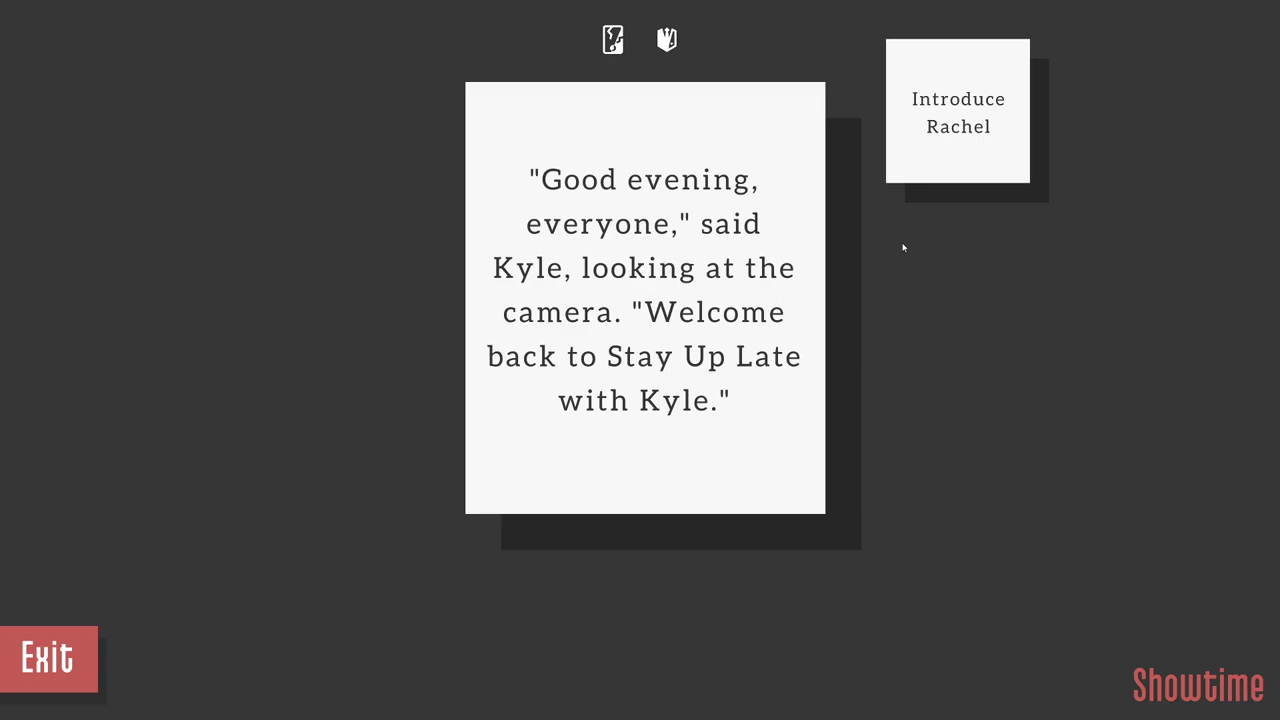 "Good evening,
everyone," said
Kyle, looking at the
camera. "Welcome
back to Stay Up Late
with Kyle."
Introduce
Rachel
Exit
Showtime